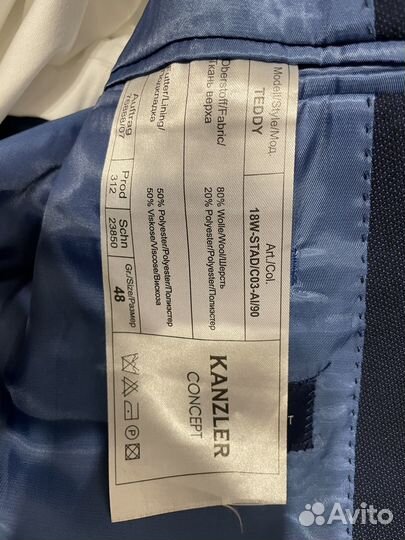 Modell/Style/Мод.
TEDDY
Art./Col.
18W-STAD/C03-AI/90
Oberstoff/Fabric/
Ткань верха
80% Wolle/Wool/Шерсть
20% Polyester/Polyester/Полиэстер
Futter/Lining/
Подкладка
50% Polyester/Polyester/Полиэстер
50% Viskose/Viscose/Вискоза
Auftrag
Prod
312
Schn
23850
Gr./Size/Размер
48
KANZLER
CONCEPT
Avito